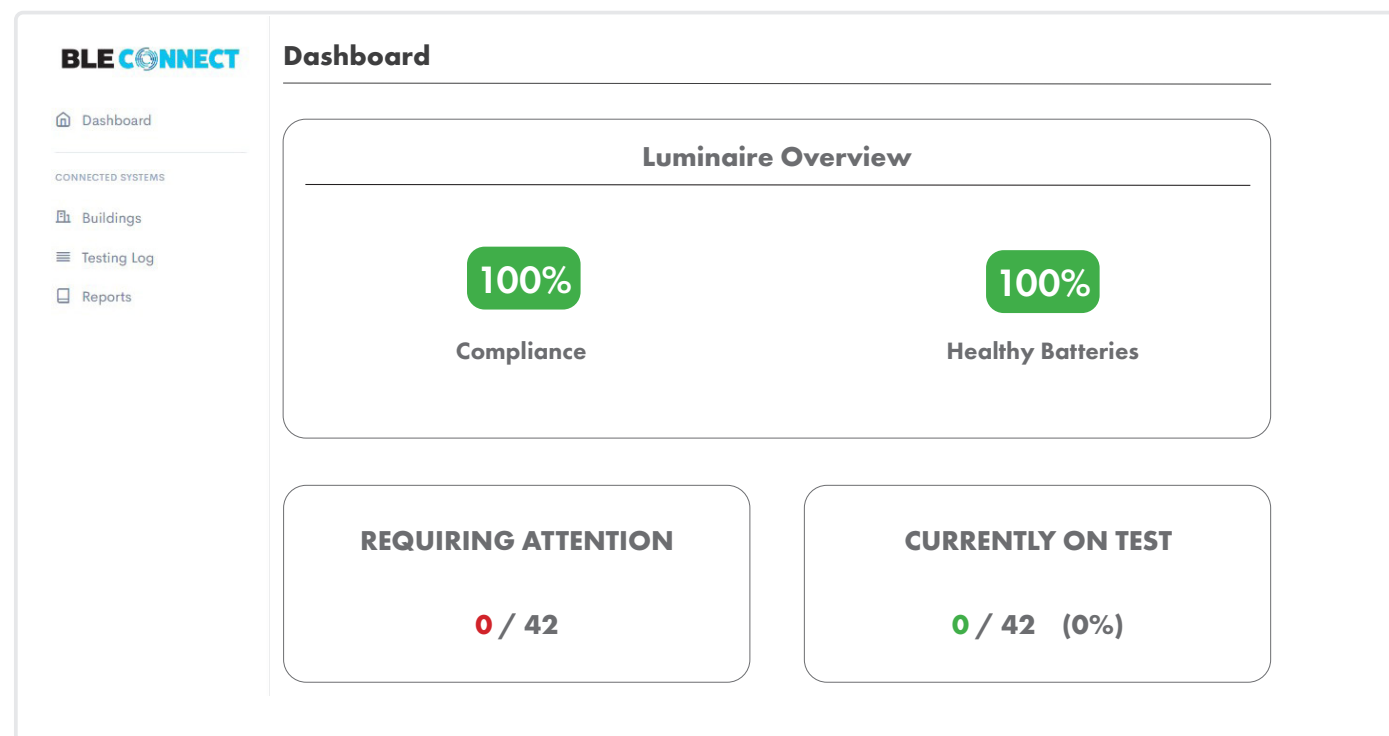 BLE CONNECT
Dashboard
CONNECTED SYSTEMS
Buildings
Testing Log
Reports
Dashboard
Luminaire Overview
100%
Compliance
100%
Healthy Batteries
REQUIRING ATTENTION
0 / 42
CURRENTLY ON TEST
0 / 42 (0%)